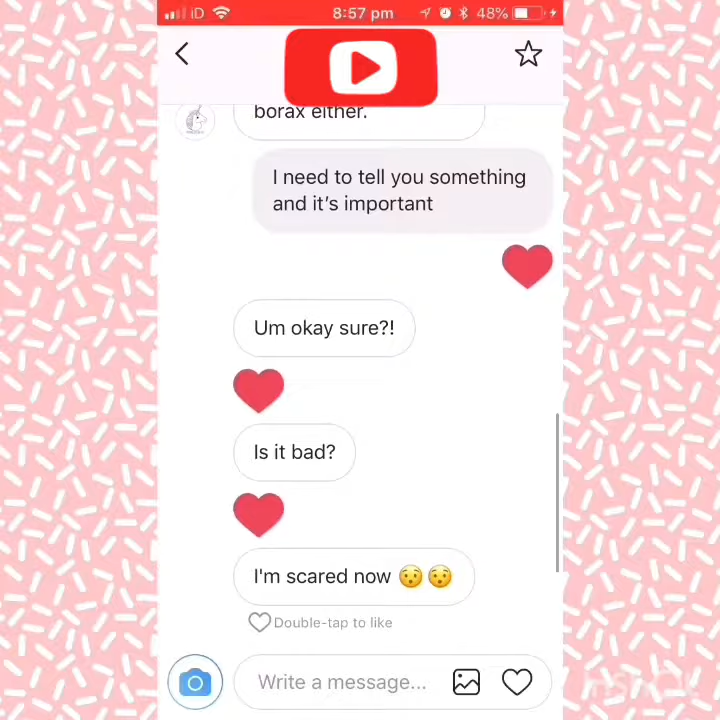 iD 8:57 pm 48%
borax either.
I need to tell you something
and it's important
Um okay sure?!
Is it bad?
I'm scared now 😯😯
Double-tap to like
Write a message...